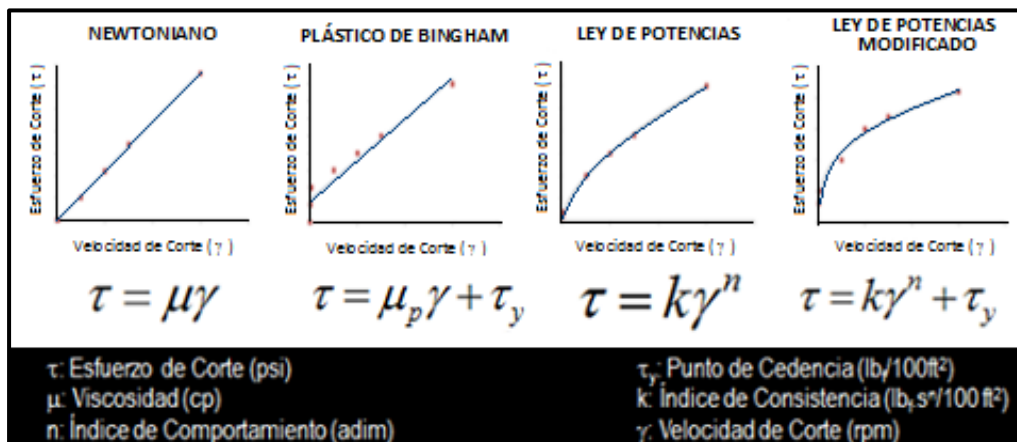 NEWTONIANO
PLÁSTICO DE BINGHAM
LEY DE POTENCIAS
LEY DE POTENCIAS
MODIFICADO
Esfuerzo de Corte (τ)
Velocidad de Corte (γ)
Esfuerzo de Corte (τ)
Velocidad de Corte (γ)
Esfuerzo de Corte (τ)
Velocidad de Corte (γ)
Esfuerzo de Corte (τ)
Velocidad de Corte (γ)
τ = μγ
τ = μₚγ + τᵧ
τ = kγⁿ
τ = kγⁿ + τᵧ
τ: Esfuerzo de Corte (psi)
μ: Viscosidad (cp)
n: Índice de Comportamiento (adim)
τᵧ: Punto de Cedencia (lbf/100ft²)
k: Índice de Consistencia (lbf.sⁿ/100 ft²)
γ: Velocidad de Corte (rpm)